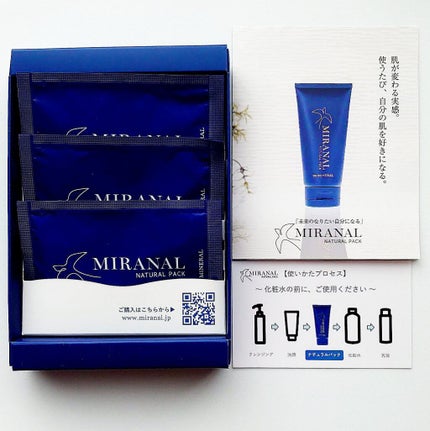 MIRANAL
MIRANAL
MIRANAL
NATURAL PACK
MINERAL
ご購入はこちらから▶
www.miranal.jp
肌が変わる実感。
使うたび、自分の肌を好きになる。
MIRANAL
「未来のなりたい自分になる」
MIRANAL
NATURAL PACK
MIRANAL
【使いかたプロセス】
～ 化粧水の前に、ご使用ください ～
クレンジング
洗顔
ナチュラルパック
化粧水
乳液